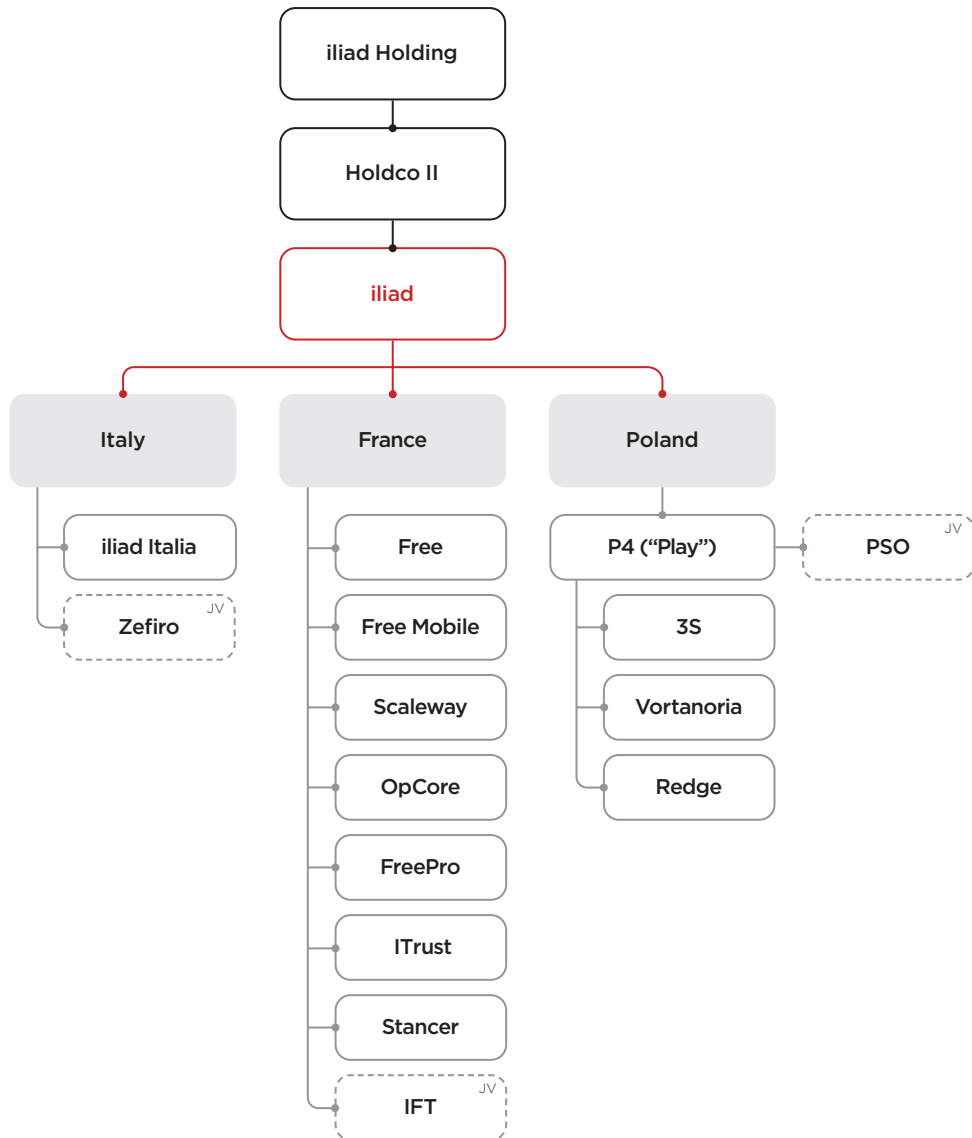 iliad Holding
Holdco II
iliad
Italy
France
Poland
iliad Italia
Zefiro
JV
Free
Free Mobile
Scaleway
OpCore
FreePro
ITrust
Stancer
IFT
JV
P4 (“Play”)
PSO
JV
3S
Vortanoria
Redge